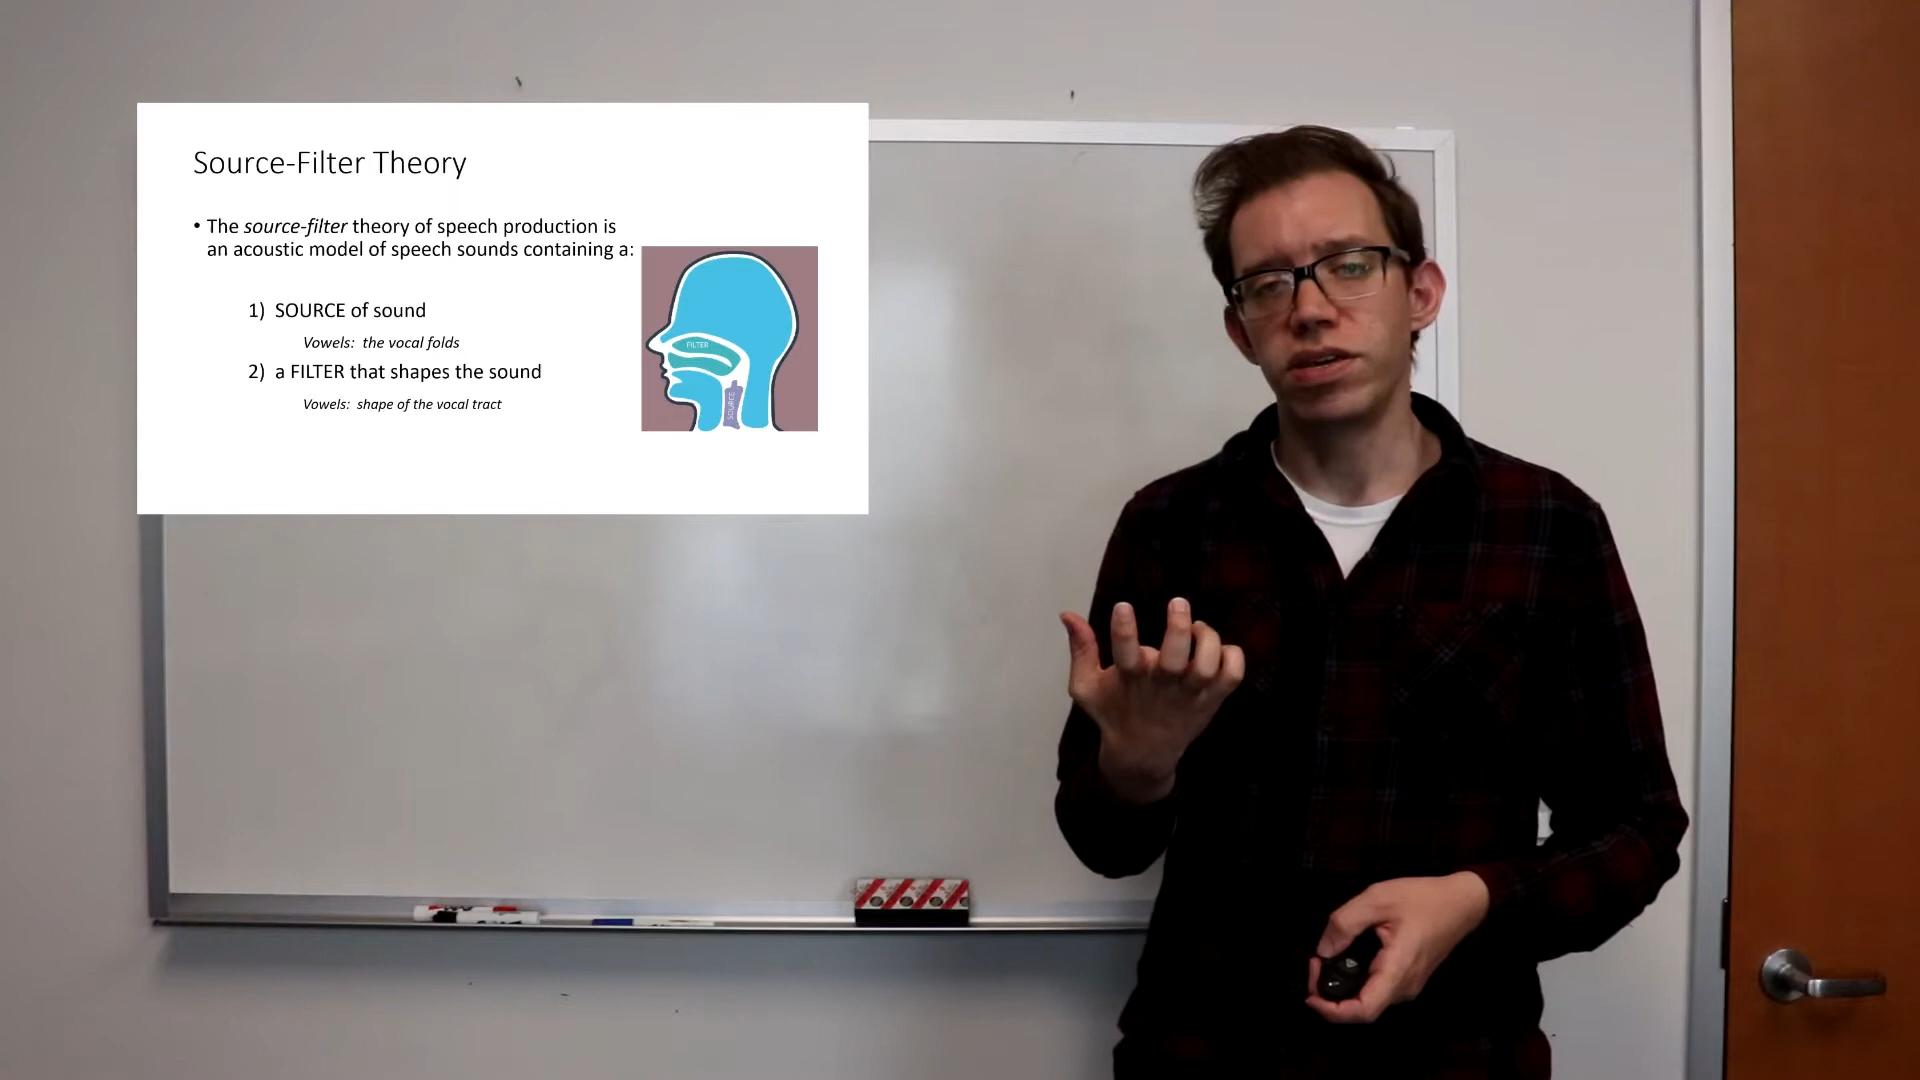 Source-Filter Theory
• The source-filter theory of speech production is
an acoustic model of speech sounds containing a:
1) SOURCE of sound
Vowels: the vocal folds
2) a FILTER that shapes the sound
Vowels: shape of the vocal tract
FILTER
SOURCE